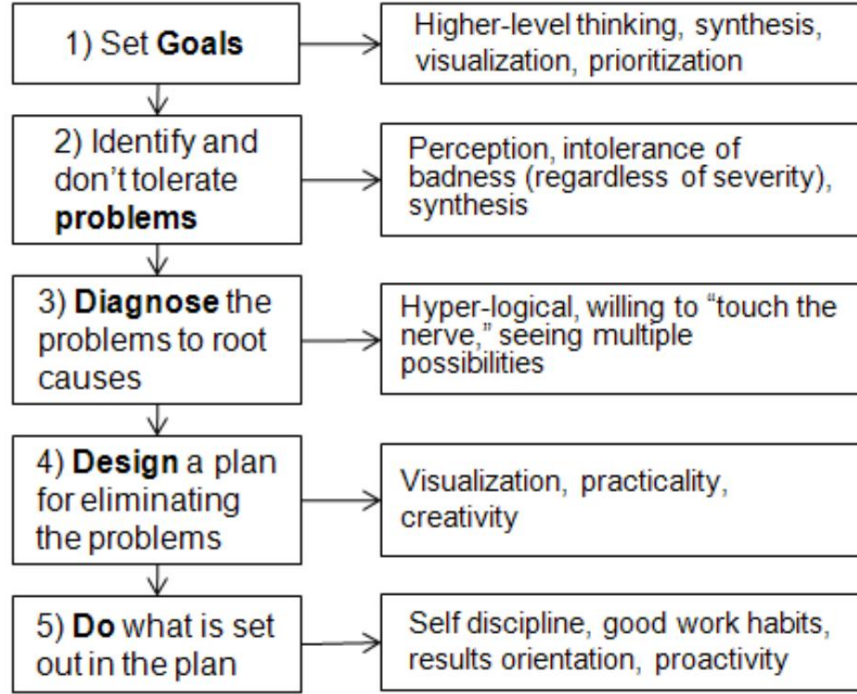 1) Set Goals
Higher-level thinking, synthesis,
visualization, prioritization
2) Identify and
don't tolerate
problems
Perception, intolerance of
badness (regardless of severity),
synthesis
3) Diagnose the
problems to root
causes
Hyper-logical, willing to “touch the
nerve,” seeing multiple
possibilities
4) Design a plan
for eliminating
the problems
Visualization, practicality,
creativity
5) Do what is set
out in the plan
Self discipline, good work habits,
results orientation, proactivity